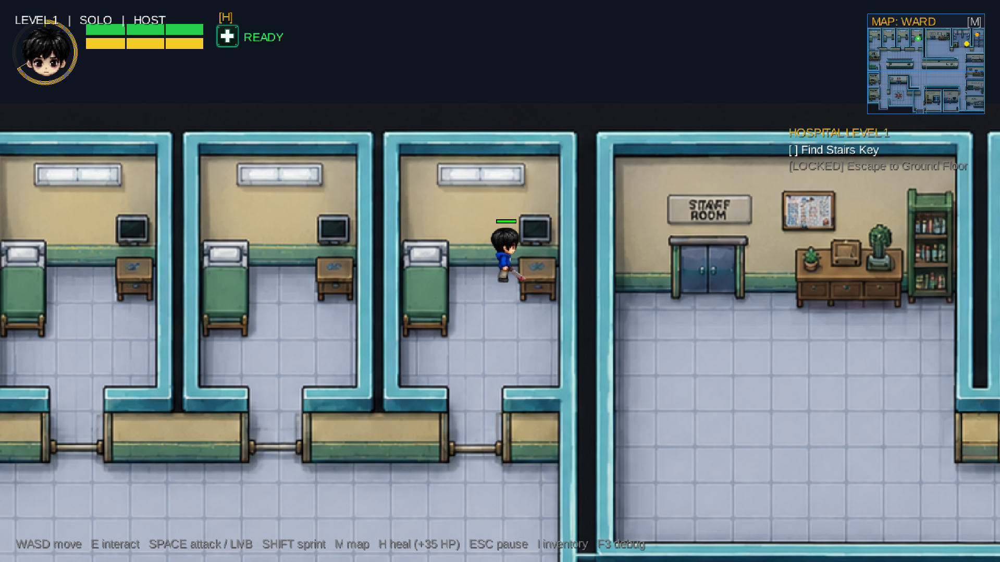 LEVEL 1 | SOLO | HOST
[H]
READY
MAP: WARD [M]
HOSPITAL LEVEL 1
[ ] Find Stairs Key
[LOCKED] Escape to Ground Floor
STAFF
ROOM
WASD move E interact SPACE attack / LMB SHIFT sprint M map H heal (+35 HP) ESC pause I inventory F3 debug